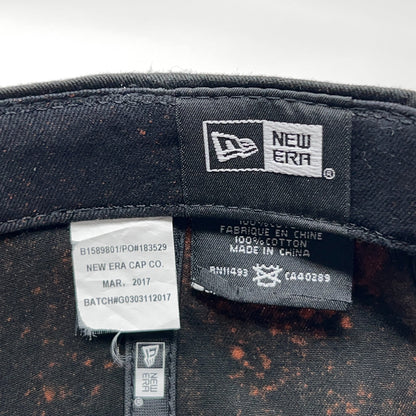 NEW
ERA
®
B1589801/PO#183529
NEW ERA CAP CO.
MAR. 2017
BATCH#G0303112017
FABRIQUE EN CHINE
100%COTTON
MADE IN CHINA
RN11493 CA40289
NEW ERA